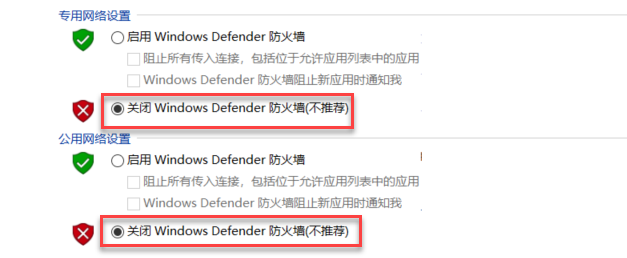 专用网络设置
启用 Windows Defender 防火墙
阻止所有传入连接，包括位于允许应用列表中的应用
Windows Defender 防火墙阻止新应用时通知我
关闭 Windows Defender 防火墙(不推荐)
公用网络设置
启用 Windows Defender 防火墙
阻止所有传入连接，包括位于允许应用列表中的应用
Windows Defender 防火墙阻止新应用时通知我
关闭 Windows Defender 防火墙(不推荐)